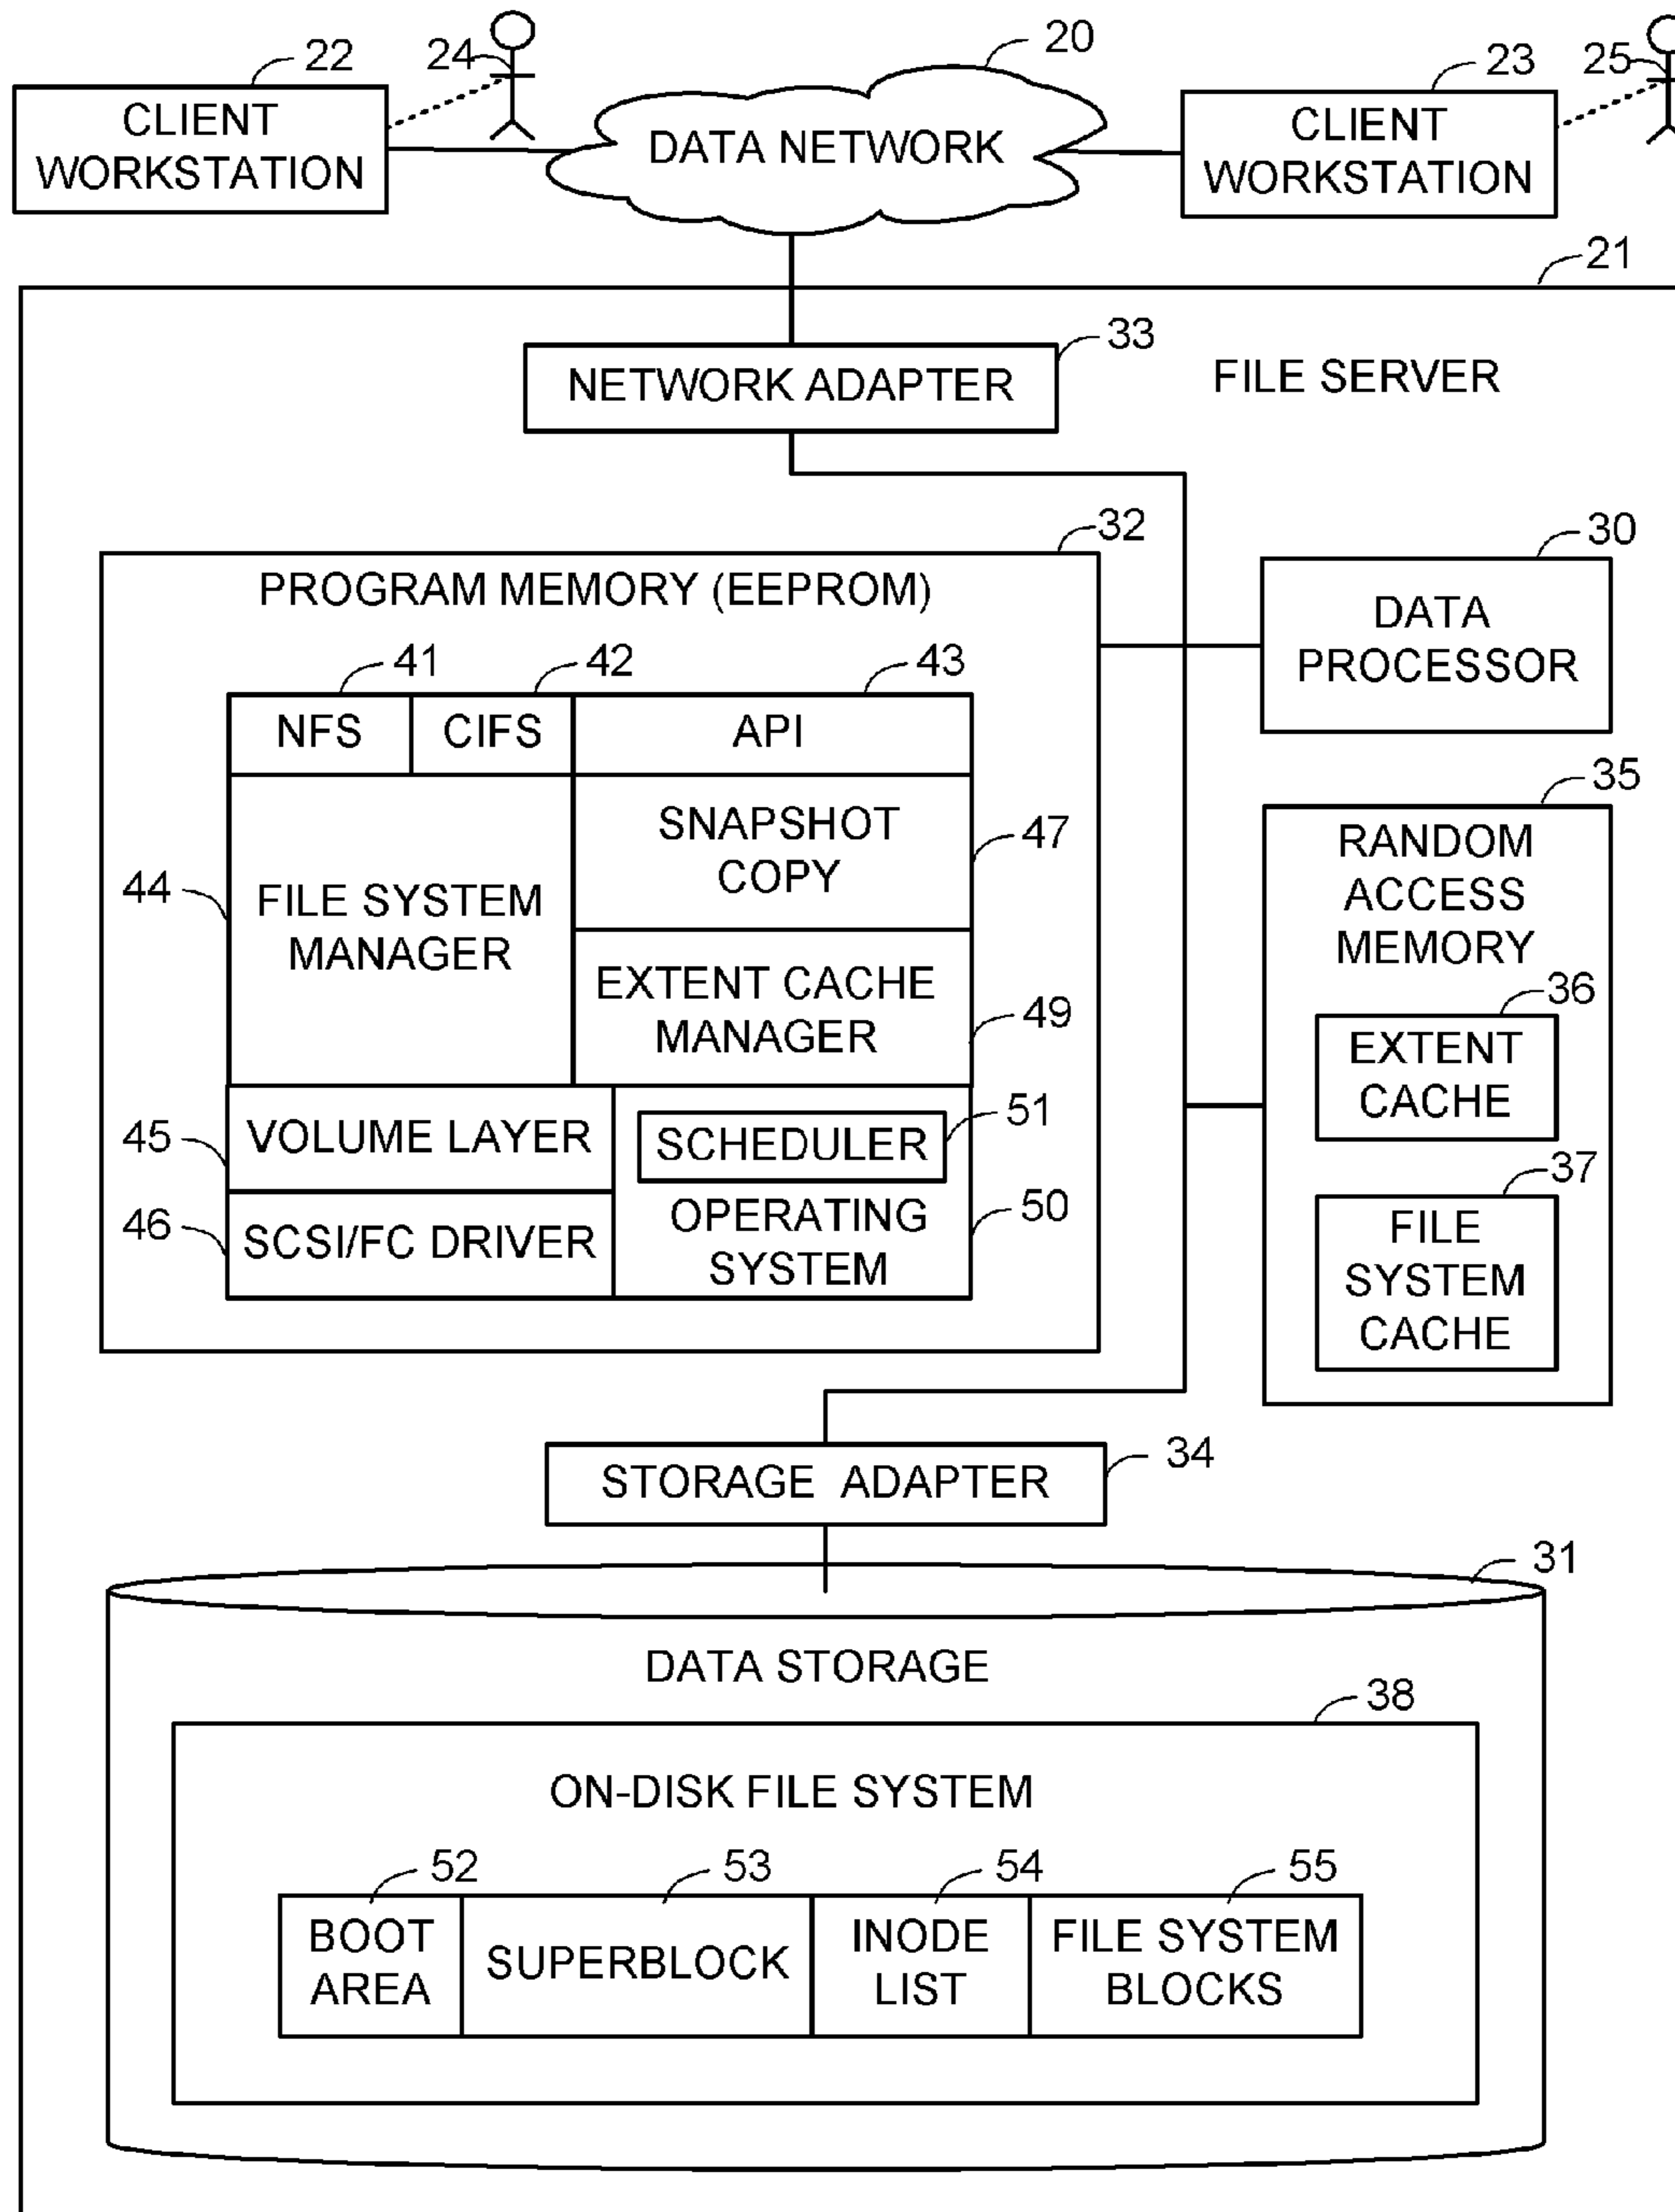 22
24
20
23
25
CLIENT
WORKSTATION
DATA NETWORK
CLIENT
WORKSTATION
21
33
NETWORK ADAPTER
FILE SERVER
32
PROGRAM MEMORY (EEPROM)
30
DATA
PROCESSOR
41
42
43
NFS
CIFS
API
44
FILE SYSTEM
MANAGER
SNAPSHOT
COPY
47
EXTENT CACHE
MANAGER
49
45
VOLUME LAYER
SCHEDULER
51
46
SCSI/FC DRIVER
OPERATING
SYSTEM
50
35
RANDOM
ACCESS
MEMORY
36
EXTENT
CACHE
37
FILE
SYSTEM
CACHE
34
STORAGE ADAPTER
31
DATA STORAGE
38
ON-DISK FILE SYSTEM
52
53
54
55
BOOT
AREA
SUPERBLOCK
INODE
LIST
FILE SYSTEM
BLOCKS